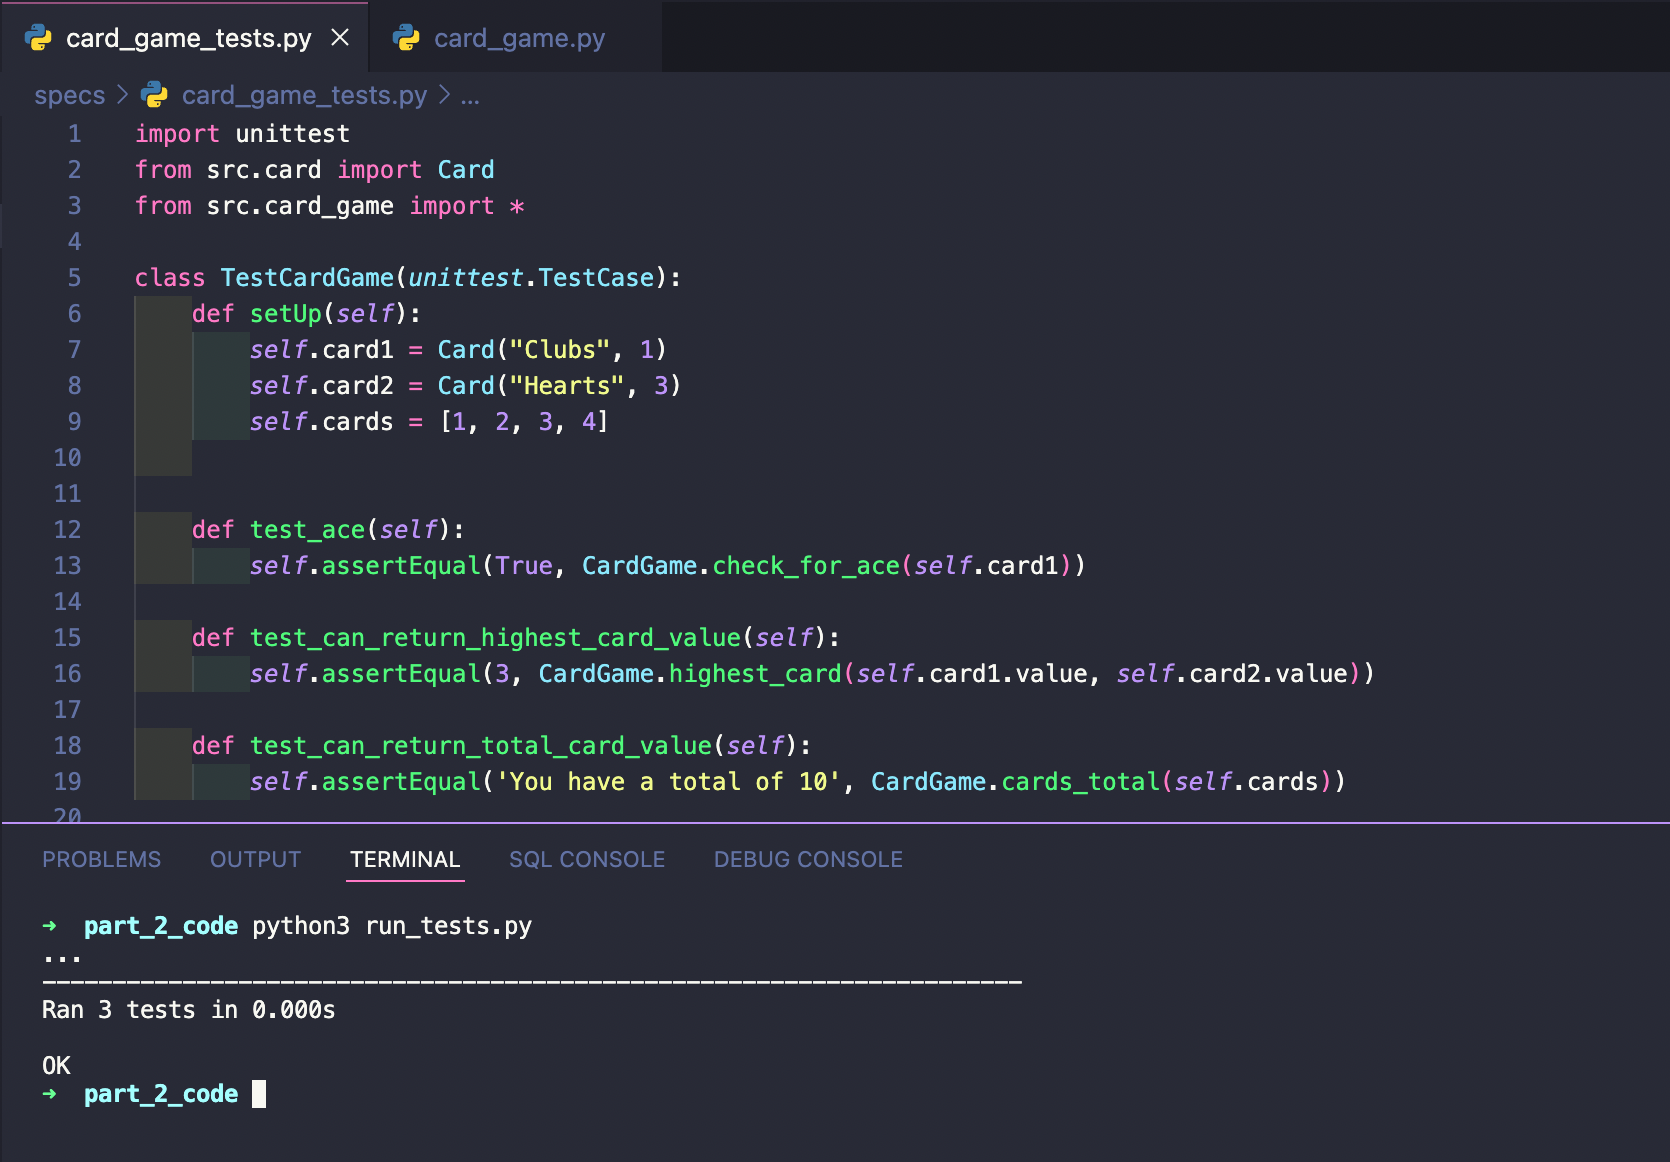 card_game_tests.py × card_game.py
specs > card_game_tests.py > ...
1 import unittest
2 from src.card import Card
3 from src.card_game import *
4
5 class TestCardGame(unittest.TestCase):
6     def setUp(self):
7         self.card1 = Card("Clubs", 1)
8         self.card2 = Card("Hearts", 3)
9         self.cards = [1, 2, 3, 4]
10
11
12     def test_ace(self):
13         self.assertEqual(True, CardGame.check_for_ace(self.card1))
14
15     def test_can_return_highest_card_value(self):
16         self.assertEqual(3, CardGame.highest_card(self.card1.value, self.card2.value))
17
18     def test_can_return_total_card_value(self):
19         self.assertEqual('You have a total of 10', CardGame.cards_total(self.cards))
20
PROBLEMS OUTPUT TERMINAL SQL CONSOLE DEBUG CONSOLE
→ part_2_code python3 run_tests.py
...
----------------------------------------------------------------------
Ran 3 tests in 0.000s
OK
→ part_2_code